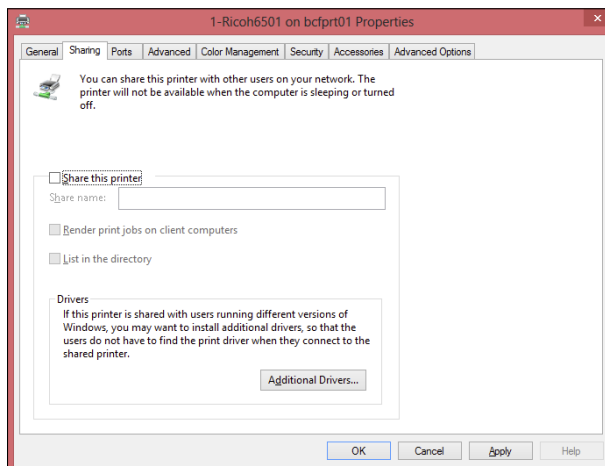 1-Ricoh6501 on bcfprt01 Properties
General Sharing Ports Advanced Color Management Security Accessories Advanced Options
You can share this printer with other users on your network. The
printer will not be available when the computer is sleeping or turned
off.
Share this printer
Share name:
Render print jobs on client computers
List in the directory
Drivers
If this printer is shared with users running different versions of
Windows, you may want to install additional drivers, so that the
users do not have to find the print driver when they connect to the
shared printer.
Additional Drivers...
OK Cancel Apply Help